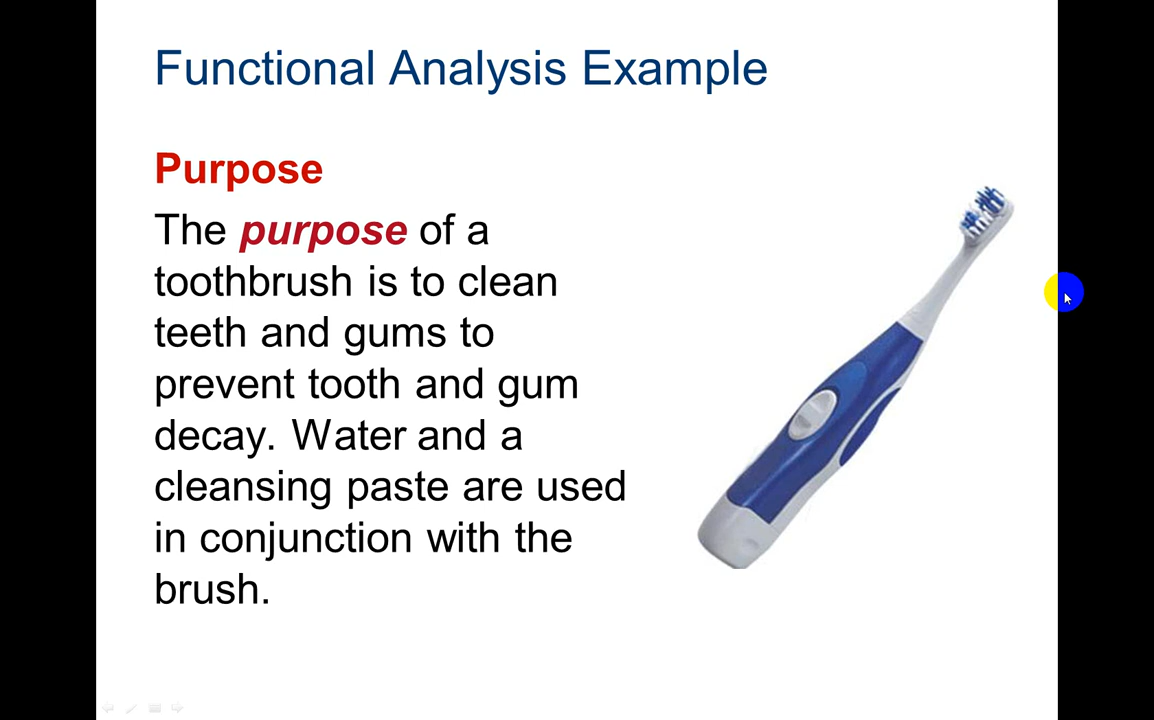 Functional Analysis Example
Purpose
The purpose of a
toothbrush is to clean
teeth and gums to
prevent tooth and gum
decay. Water and a
cleansing paste are used
in conjunction with the
brush.